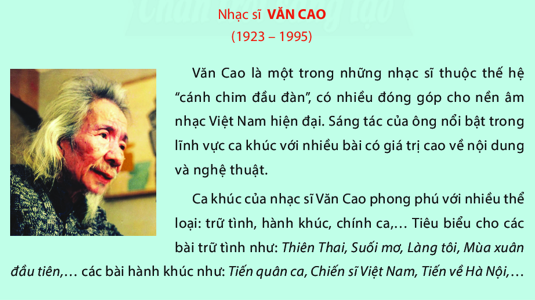 Nhạc sĩ VĂN CAO
(1923 – 1995)
Văn Cao là một trong những nhạc sĩ thuộc thế hệ
“cánh chim đầu đàn”, có nhiều đóng góp cho nền âm
nhạc Việt Nam hiện đại. Sáng tác của ông nổi bật trong
lĩnh vực ca khúc với nhiều bài có giá trị cao về nội dung
và nghệ thuật.
Ca khúc của nhạc sĩ Văn Cao phong phú với nhiều thể
loại: trữ tình, hành khúc, chính ca,… Tiêu biểu cho các
bài trữ tình như: Thiên Thai, Suối mơ, Làng tôi, Mùa xuân
đầu tiên,… các bài hành khúc như: Tiến quân ca, Chiến sĩ Việt Nam, Tiến về Hà Nội,…